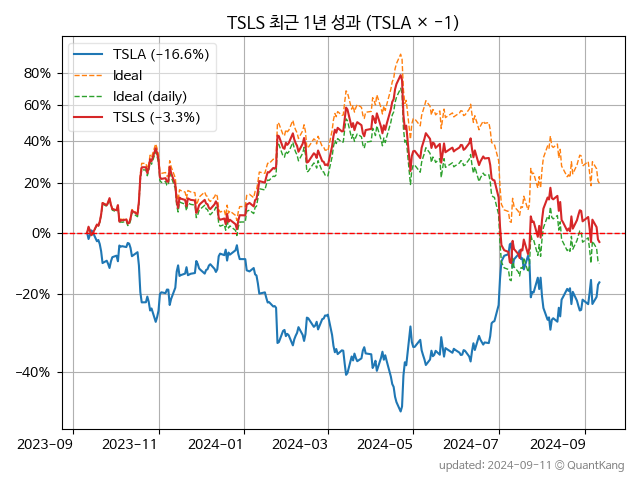 TSLS 최근 1년 성과 (TSLA × −1)
TSLA (−16.6%)
Ideal
Ideal (daily)
TSLS (−3.3%)
80%
60%
40%
20%
0%
−20%
−40%
2023-09
2023-11
2024-01
2024-03
2024-05
2024-07
2024-09
updated: 2024-09-11 © QuantKang